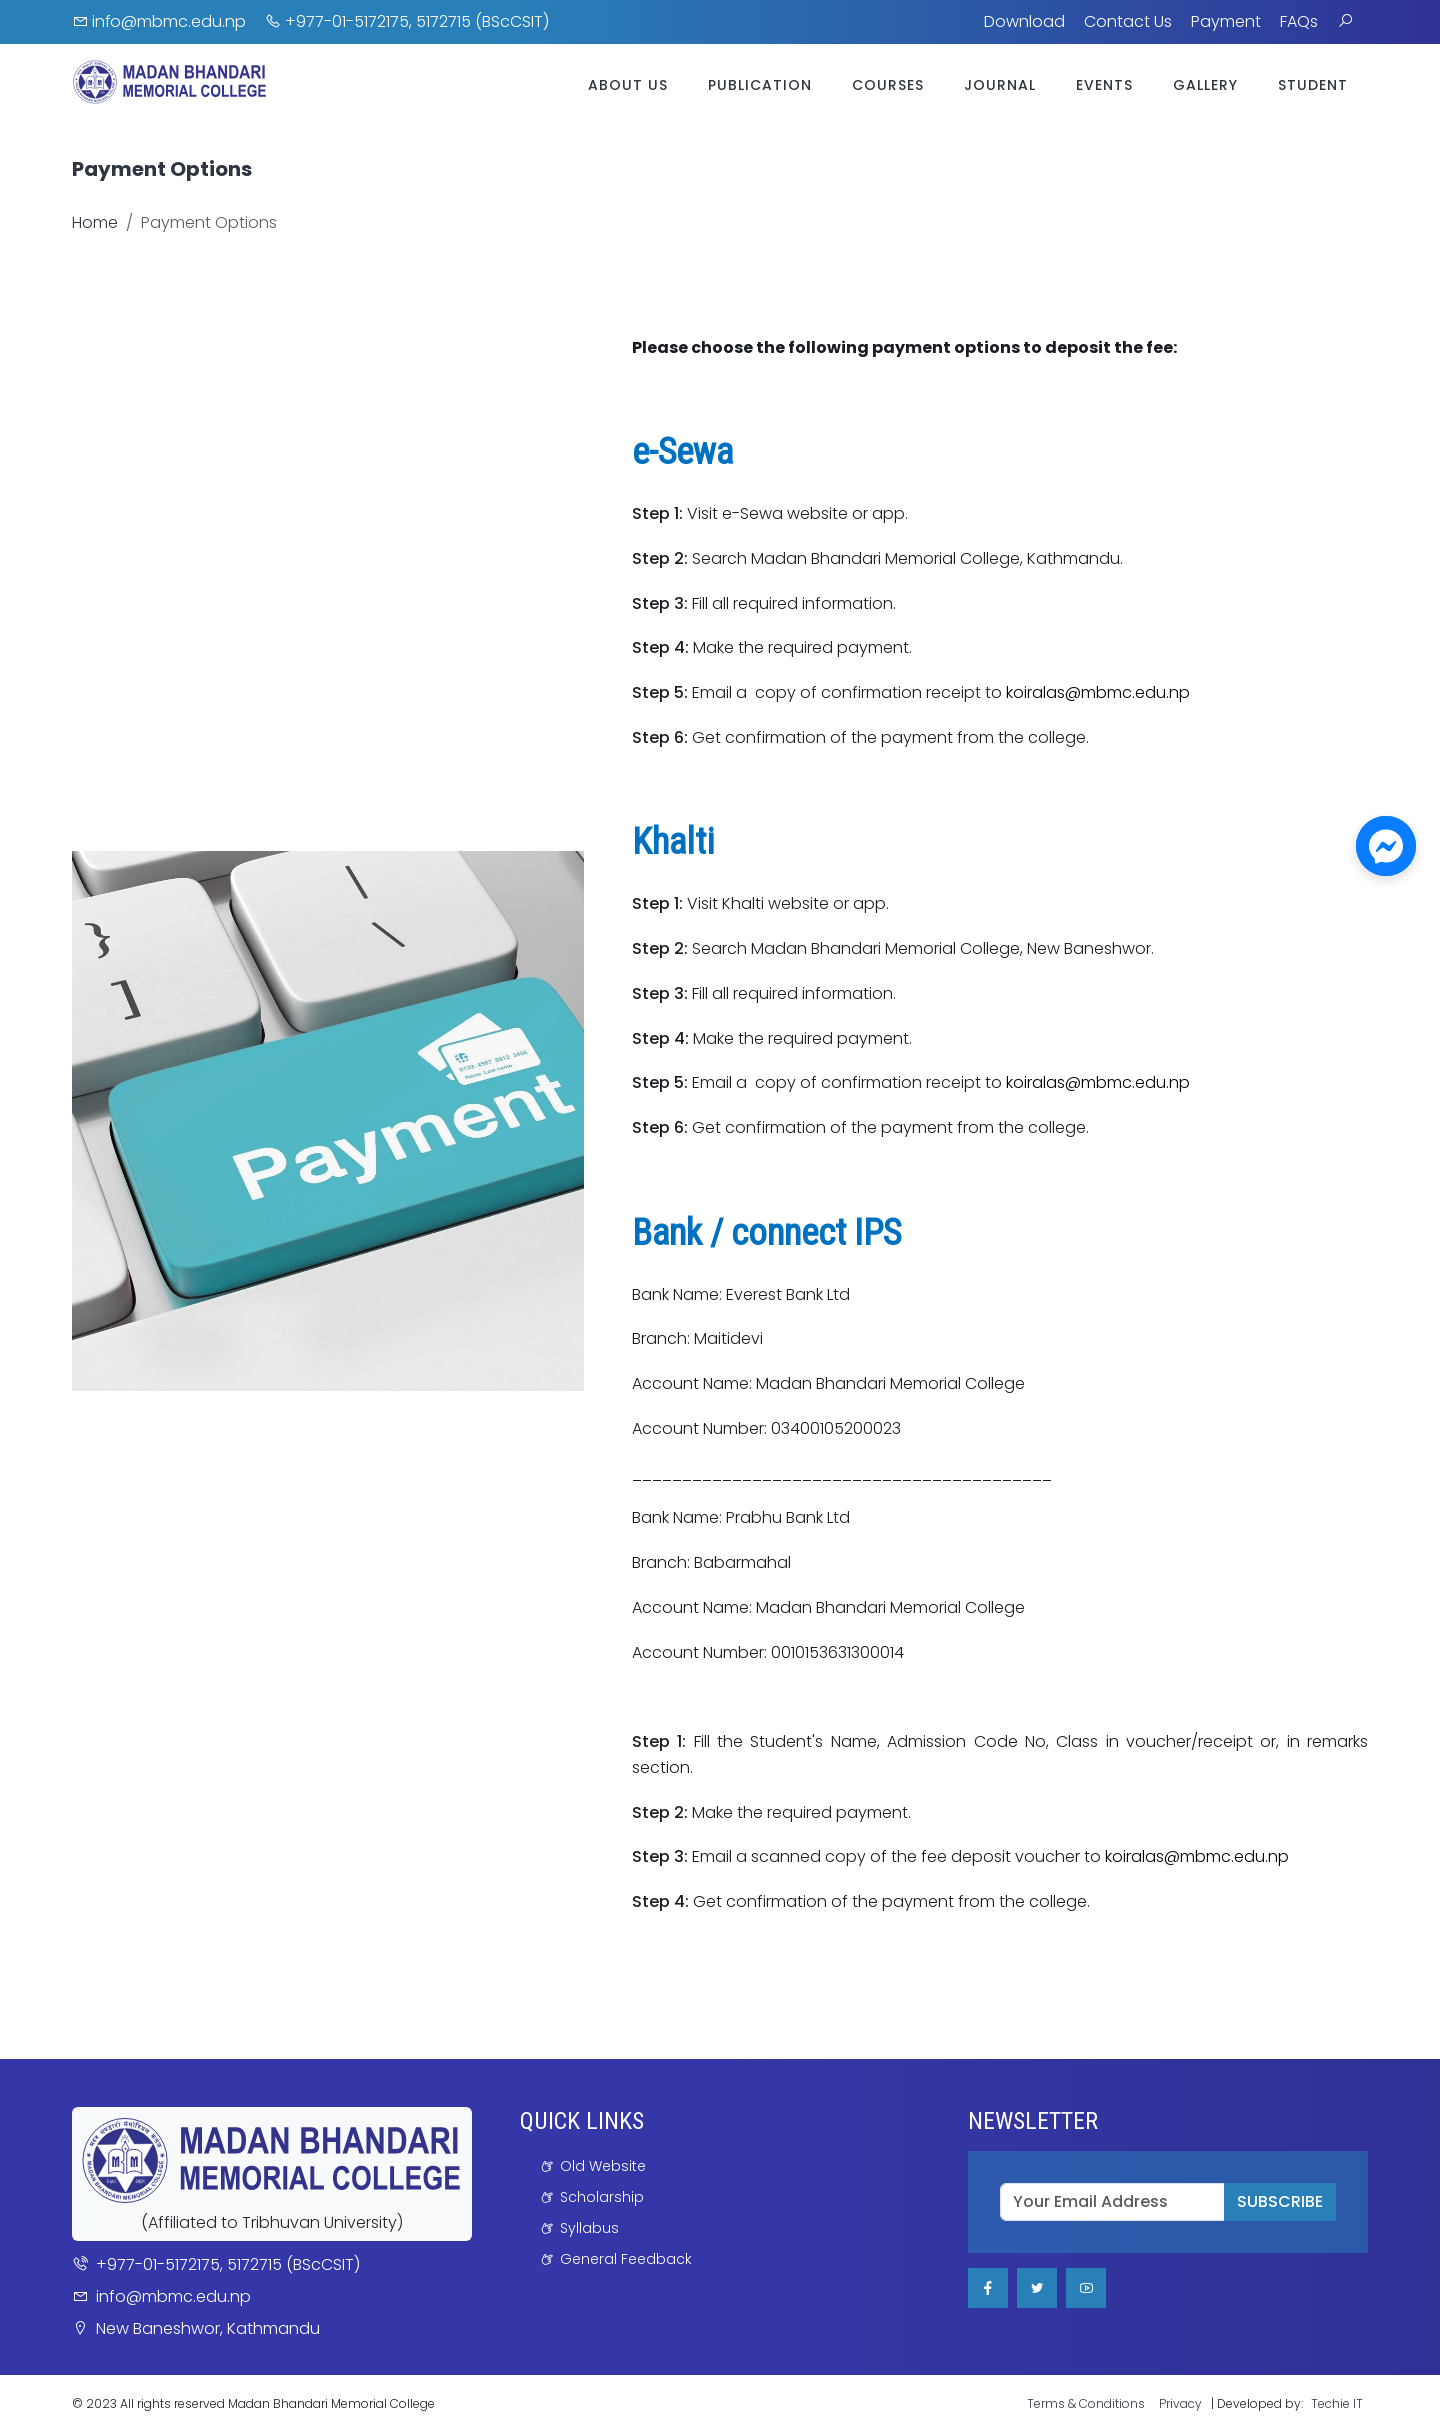 info@mbmc.edu.np +977-01-5172175, 5172715 (BScCSIT) Download Contact Us Payment FAQs
MADAN BHANDARI
MEMORIAL COLLEGE
ABOUT US PUBLICATION COURSES JOURNAL EVENTS GALLERY STUDENT
Payment Options
Home / Payment Options
Please choose the following payment options to deposit the fee:
e-Sewa
Step 1: Visit e-Sewa website or app.
Step 2: Search Madan Bhandari Memorial College, Kathmandu.
Step 3: Fill all required information.
Step 4: Make the required payment.
Step 5: Email a  copy of confirmation receipt to koiralas@mbmc.edu.np
Step 6: Get confirmation of the payment from the college.
Khalti
Step 1: Visit Khalti website or app.
Step 2: Search Madan Bhandari Memorial College, New Baneshwor.
Step 3: Fill all required information.
Step 4: Make the required payment.
Step 5: Email a  copy of confirmation receipt to koiralas@mbmc.edu.np
Step 6: Get confirmation of the payment from the college.
}
]
\
/
Payment
Bank / connect IPS
Bank Name: Everest Bank Ltd
Branch: Maitidevi
Account Name: Madan Bhandari Memorial College
Account Number: 03400105200023
__________________________________________
Bank Name: Prabhu Bank Ltd
Branch: Babarmahal
Account Name: Madan Bhandari Memorial College
Account Number: 0010153631300014
Step 1: Fill the Student's Name, Admission Code No, Class in voucher/receipt or, in remarks
section.
Step 2: Make the required payment.
Step 3: Email a scanned copy of the fee deposit voucher to koiralas@mbmc.edu.np
Step 4: Get confirmation of the payment from the college.
MADAN BHANDARI
MEMORIAL COLLEGE
(Affiliated to Tribhuvan University)
+977-01-5172175, 5172715 (BScCSIT)
info@mbmc.edu.np
New Baneshwor, Kathmandu
QUICK LINKS
Old Website
Scholarship
Syllabus
General Feedback
NEWSLETTER
Your Email Address SUBSCRIBE
© 2023 All rights reserved Madan Bhandari Memorial College
Terms & Conditions Privacy | Developed by: Techie IT